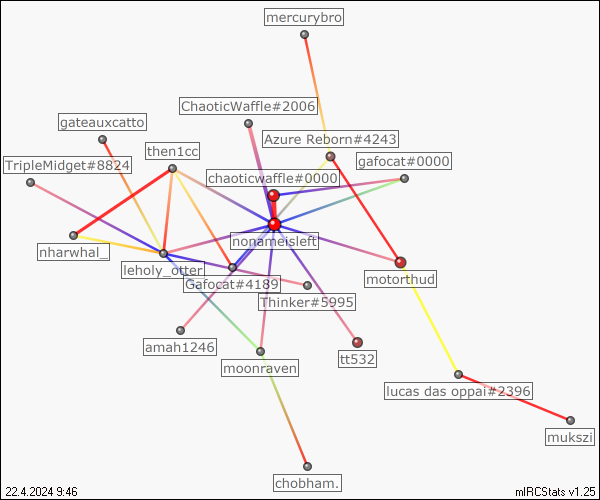 mercurybro
ChaoticWaffle#2006
gateauxcatto
Azure Reborn#4243
then1cc
gafocat#0000
TripleMidget#8824
chaoticwaffle#0000
nonameisleft
nharwhal_
leholy_otter
Gafocat#4189
motorthud
Thinker#5995
amah1246
tt532
moonraven
lucas das oppai#2396
mukszi
chobham.
22.4.2024 9:46
mIRCStats v1.25